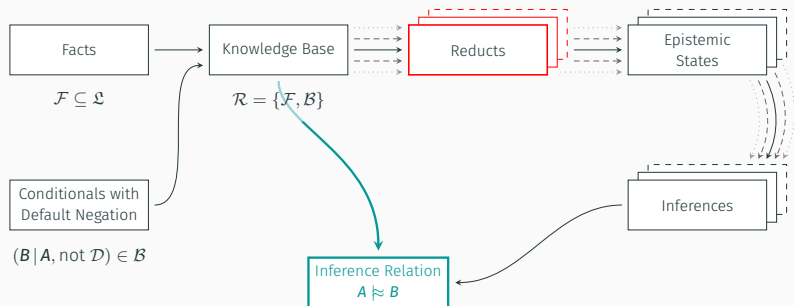 Facts
Knowledge Base
Reducts
Epistemic
States
ℱ ⊆ 𝔏
ℛ = {ℱ, ℬ}
Conditionals with
Default Negation
Inferences
(B | A, not 𝒟) ∈ ℬ
Inference Relation
A |≈ B